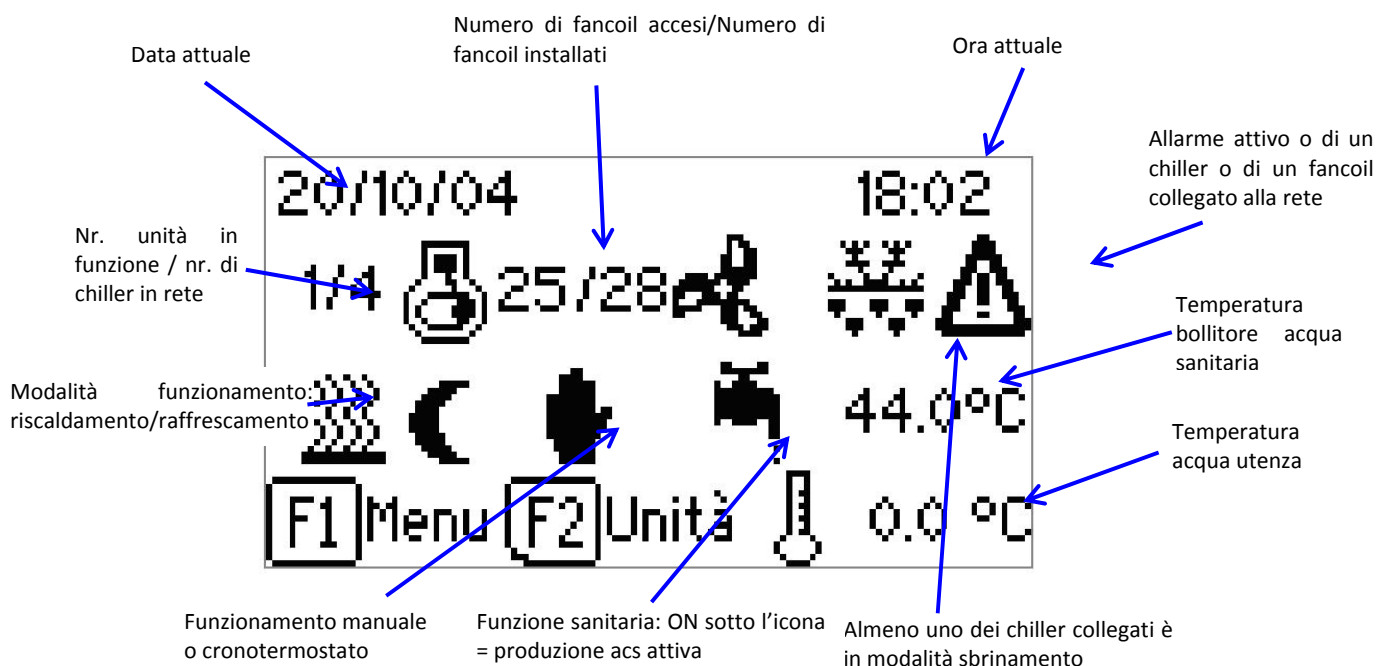 Numero di fancoil accesi/Numero di
fancoil installati
Data attuale
Ora attuale
Allarme attivo o di un
chiller o di un fancoil
collegato alla rete
20/10/04 18:02
Nr. unità in
funzione / nr. di
chiller in rete
1/4 25/28
Temperatura
bollitore acqua
sanitaria
Modalità funzionamento:
riscaldamento/raffrescamento
44.0°C
Temperatura
acqua utenza
F1 Menu F2 Unità 0.0 °C
Funzionamento manuale
o cronotermostato
Funzione sanitaria: ON sotto l’icona
= produzione acs attiva
Almeno uno dei chiller collegati è
in modalità sbrinamento